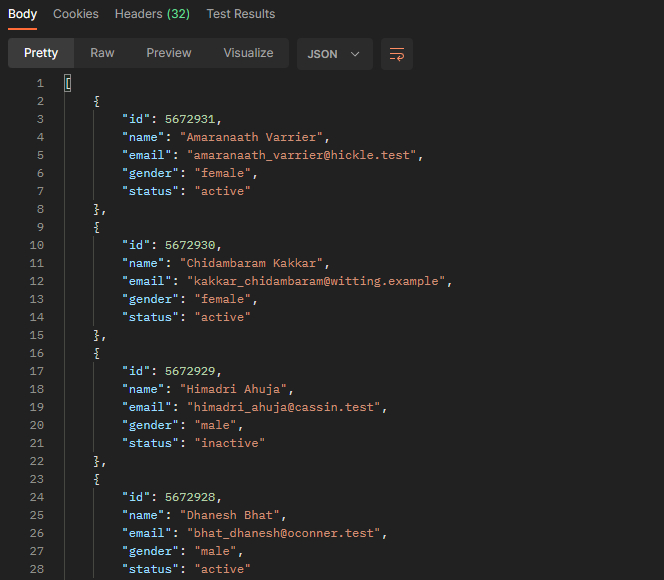 Body Cookies Headers (32) Test Results
Pretty Raw Preview Visualize JSON
1 [
2 {
3 "id": 5672931,
4 "name": "Amaranaath Varrier",
5 "email": "amaranaath_varrier@hickle.test",
6 "gender": "female",
7 "status": "active"
8 },
9 {
10 "id": 5672930,
11 "name": "Chidambaram Kakkar",
12 "email": "kakkar_chidambaram@witting.example",
13 "gender": "female",
14 "status": "active"
15 },
16 {
17 "id": 5672929,
18 "name": "Himadri Ahuja",
19 "email": "himadri_ahuja@cassin.test",
20 "gender": "male",
21 "status": "inactive"
22 },
23 {
24 "id": 5672928,
25 "name": "Dhanesh Bhat",
26 "email": "bhat_dhanesh@oconner.test",
27 "gender": "male",
28 "status": "active"